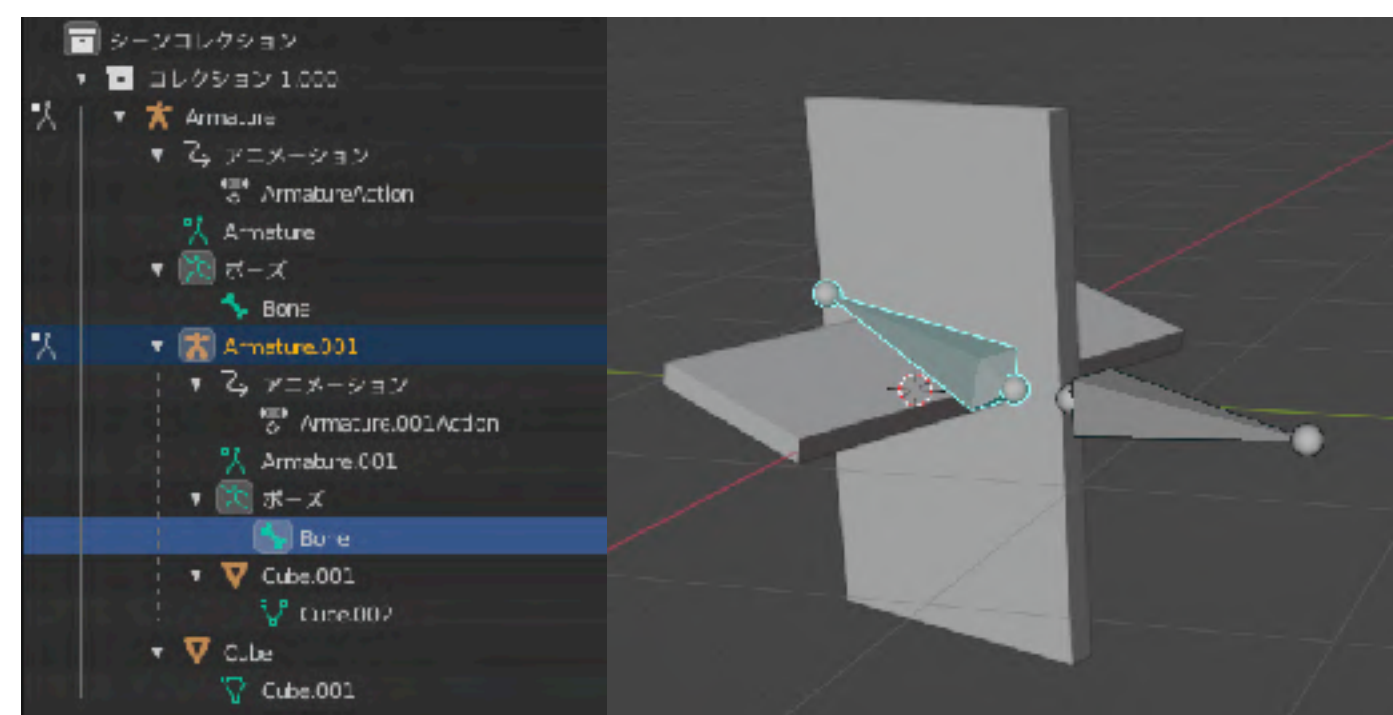 シーンコレクション
コレクション 1.000
Armature
アニメーション
ArmatureAction
Armature
ポーズ
Bone
Armature.001
アニメーション
Armature.001Action
Armature.001
ポーズ
Bone
Cube.001
Cube.002
Cube
Cube.001